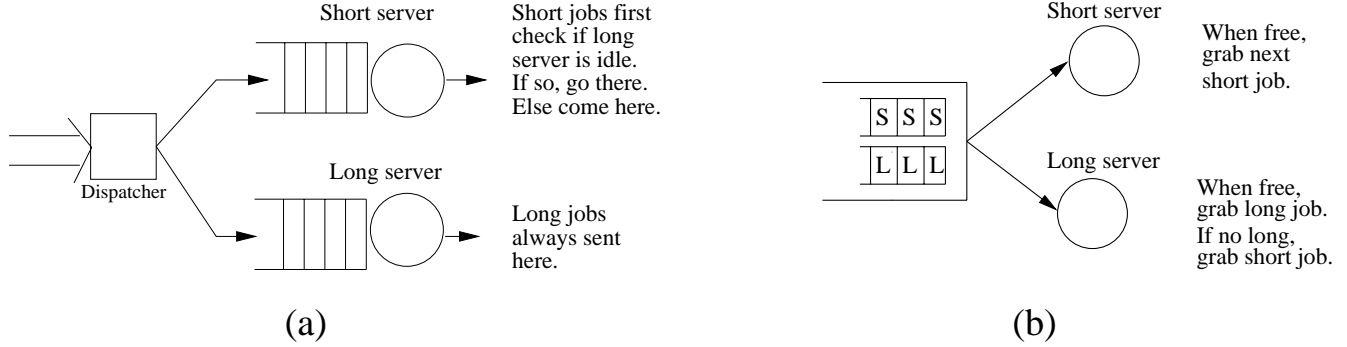 Short server
Short jobs first
check if long
server is idle.
If so, go there.
Else come here.
Dispatcher
Long server
Long jobs
always sent
here.
(a)
Short server
When free,
grab next
short job.
S S S
L L L
Long server
When free,
grab long job.
If no long,
grab short job.
(b)